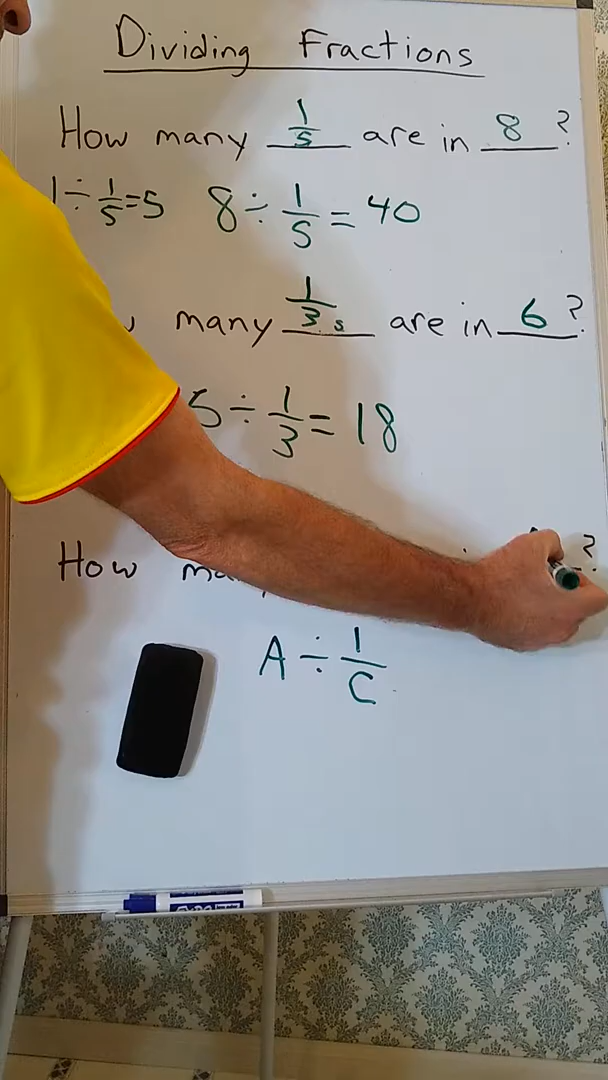 Dividing Fractions
How many 1/5 are in 8?
1 ÷ 1/5 = 5 8 ÷ 1/5 = 40
many 1/3 s are in 6?
÷ 1/3 = 18
How ?
A ÷ 1/C